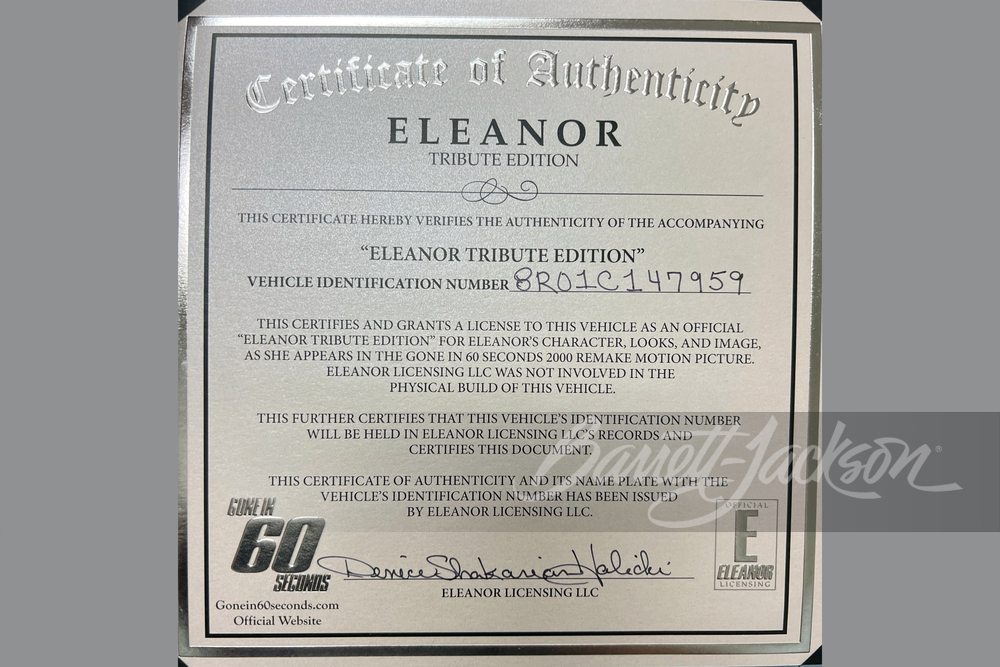 Certificate of Authenticity
ELEANOR
TRIBUTE EDITION
THIS CERTIFICATE HEREBY VERIFIES THE AUTHENTICITY OF THE ACCOMPANYING
“ELEANOR TRIBUTE EDITION”
VEHICLE IDENTIFICATION NUMBER 8R01C147959
THIS CERTIFIES AND GRANTS A LICENSE TO THIS VEHICLE AS AN OFFICIAL
“ELEANOR TRIBUTE EDITION” FOR ELEANOR’S CHARACTER, LOOKS, AND IMAGE,
AS SHE APPEARS IN THE GONE IN 60 SECONDS 2000 REMAKE MOTION PICTURE.
ELEANOR LICENSING LLC WAS NOT INVOLVED IN THE
PHYSICAL BUILD OF THIS VEHICLE.
THIS FURTHER CERTIFIES THAT THIS VEHICLE’S IDENTIFICATION NUMBER
WILL BE HELD IN ELEANOR LICENSING LLC’S RECORDS AND
CERTIFIES THIS DOCUMENT.
THIS CERTIFICATE OF AUTHENTICITY AND ITS NAME PLATE WITH THE
VEHICLE’S IDENTIFICATION NUMBER HAS BEEN ISSUED
BY ELEANOR LICENSING LLC.
Barrett-Jackson®
GONE IN
60
SECONDS
Gonein60seconds.com
Official Website
Denice Shakarian Halicki
ELEANOR LICENSING LLC
OFFICIAL
E
ELEANOR
LICENSING